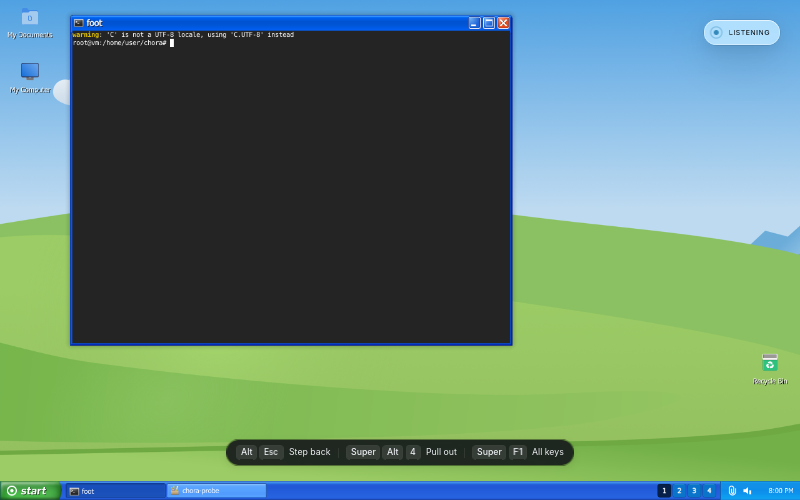 My Documents
My Computer
foot
warning: 'C' is not a UTF-8 locale, using 'C.UTF-8' instead
root@vm:/home/user/chora#
LISTENING
Recycle Bin
Alt Esc Step back Super Alt 4 Pull out Super F1 All keys
start foot chora-probe 1 2 3 4 8:00 PM